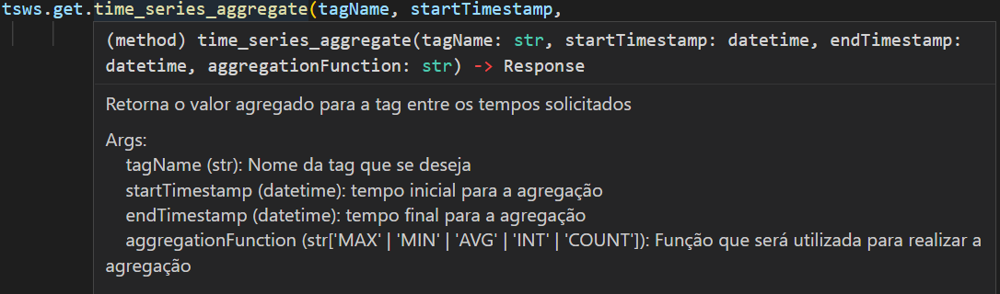 tsws.get.time_series_aggregate(tagName, startTimestamp,
(method) time_series_aggregate(tagName: str, startTimestamp: datetime, endTimestamp:
datetime, aggregationFunction: str) -> Response
Retorna o valor agregado para a tag entre os tempos solicitados
Args:
tagName (str): Nome da tag que se deseja
startTimestamp (datetime): tempo inicial para a agregação
endTimestamp (datetime): tempo final para a agregação
aggregationFunction (str['MAX' | 'MIN' | 'AVG' | 'INT' | 'COUNT']): Função que será utilizada para realizar a
agregação